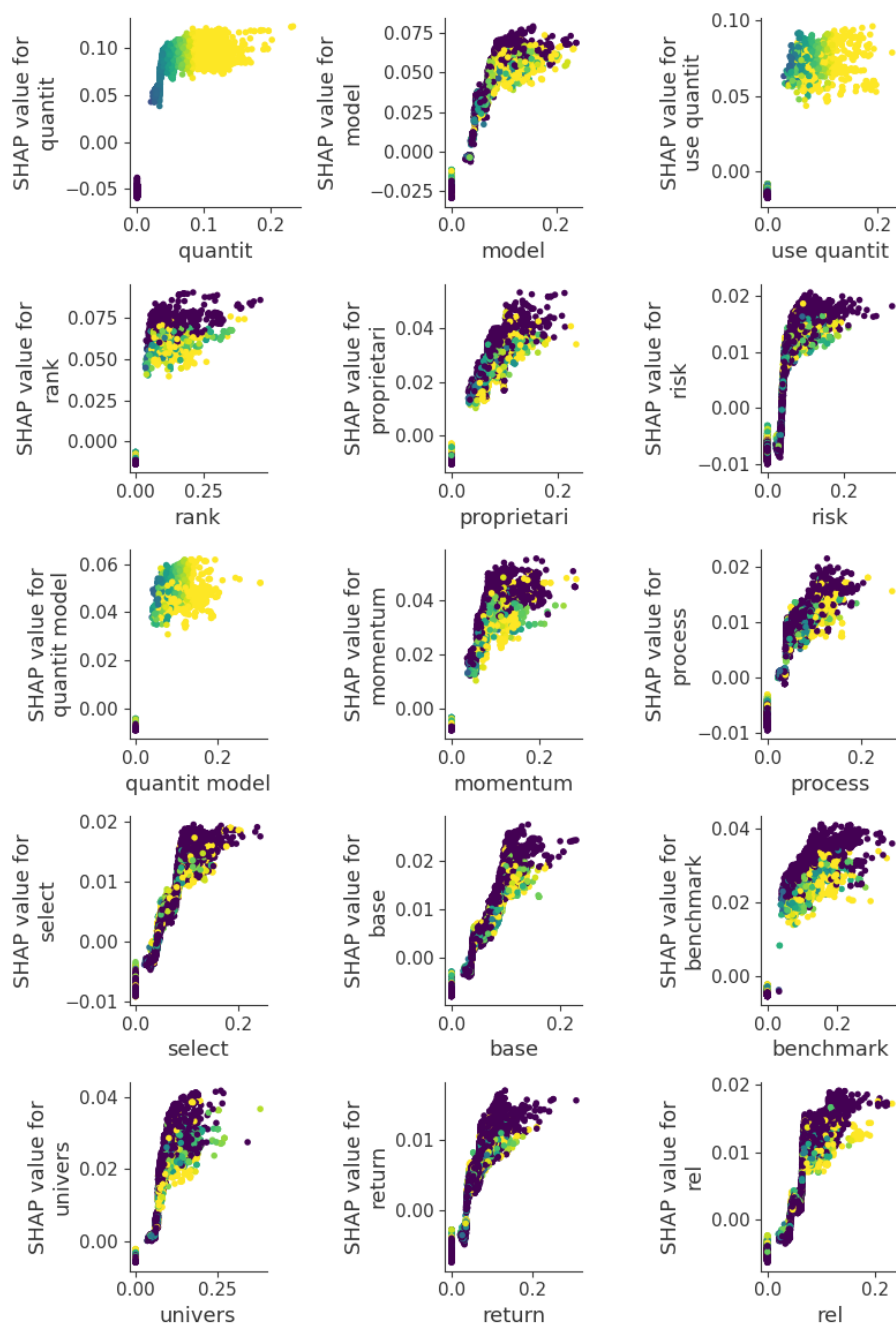 SHAP value for
quantit
0.10
0.05
0.00
−0.05
0.0 0.1 0.2
quantit
SHAP value for
model
0.075
0.050
0.025
0.000
−0.025
0.0 0.2
model
SHAP value for
use quantit
0.10
0.05
0.00
0.0 0.2
use quantit
SHAP value for
rank
0.075
0.050
0.025
0.000
0.00 0.25
rank
SHAP value for
proprietari
0.04
0.02
0.00
0.0 0.2
proprietari
SHAP value for
risk
0.02
0.01
0.00
−0.01
0.0 0.2
risk
SHAP value for
quantit model
0.06
0.04
0.02
0.00
0.0 0.2
quantit model
SHAP value for
momentum
0.04
0.02
0.00
0.0 0.2
momentum
SHAP value for
process
0.02
0.01
0.00
−0.01
0.0 0.2
process
SHAP value for
select
0.02
0.01
0.00
−0.01
0.0 0.2
select
SHAP value for
base
0.02
0.01
0.00
0.0 0.2
base
SHAP value for
benchmark
0.04
0.02
0.00
0.0 0.2
benchmark
SHAP value for
univers
0.04
0.02
0.00
0.00 0.25
univers
SHAP value for
return
0.01
0.00
0.0 0.2
return
SHAP value for
rel
0.02
0.01
0.00
0.0 0.2
rel